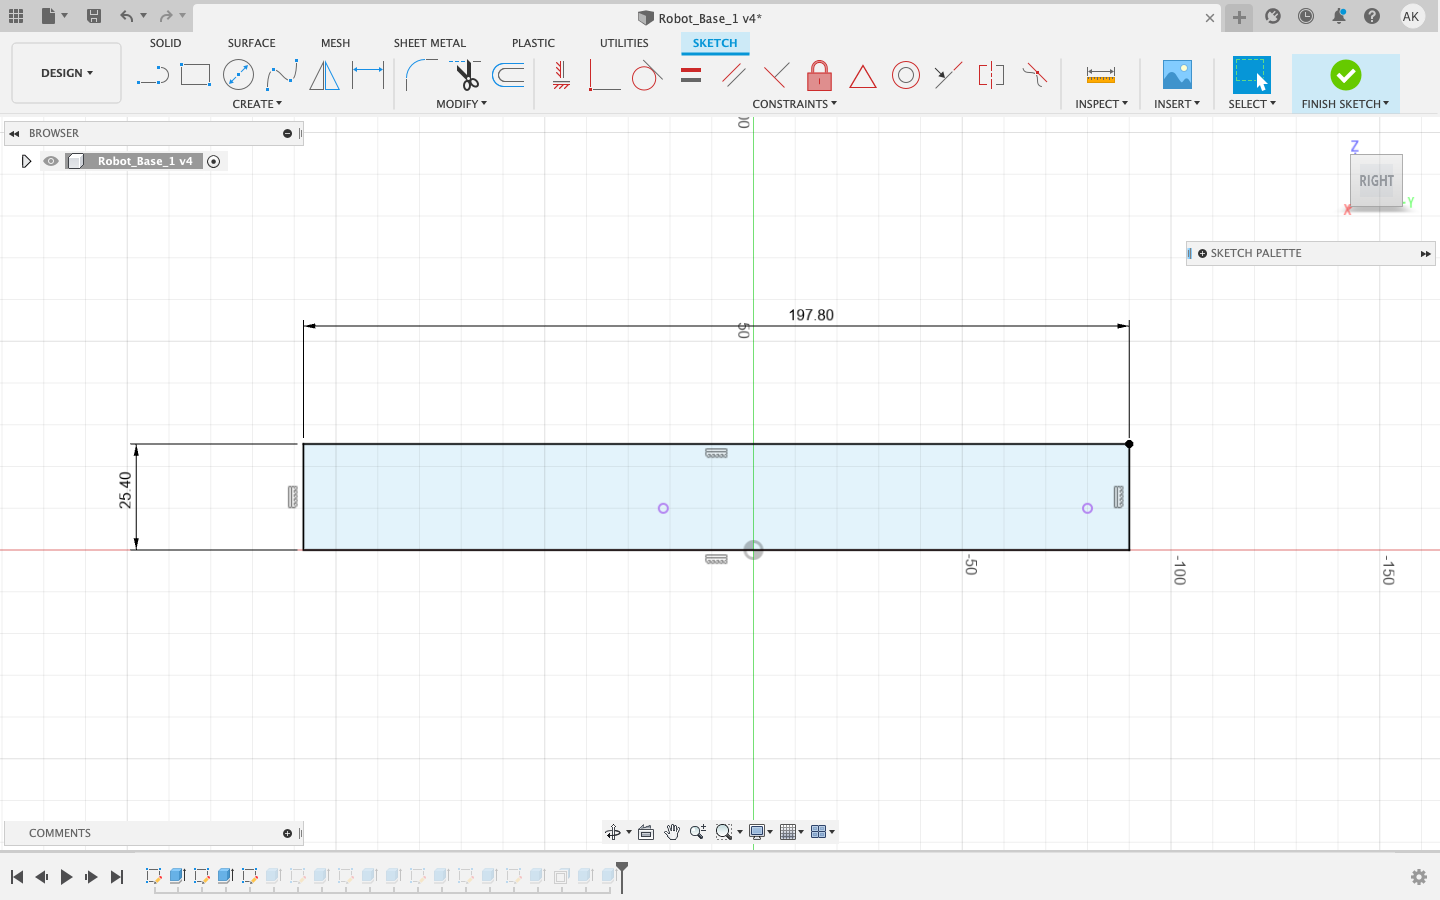 Robot_Base_1 v4*
AK
DESIGN
SOLID
SURFACE
MESH
SHEET METAL
PLASTIC
UTILITIES
SKETCH
CREATE
MODIFY
CONSTRAINTS
INSPECT
INSERT
SELECT
FINISH SKETCH
BROWSER
Robot_Base_1 v4
Z
RIGHT
X
-Y
SKETCH PALETTE
00
197.80
50
25.40
-50
-100
-150
COMMENTS